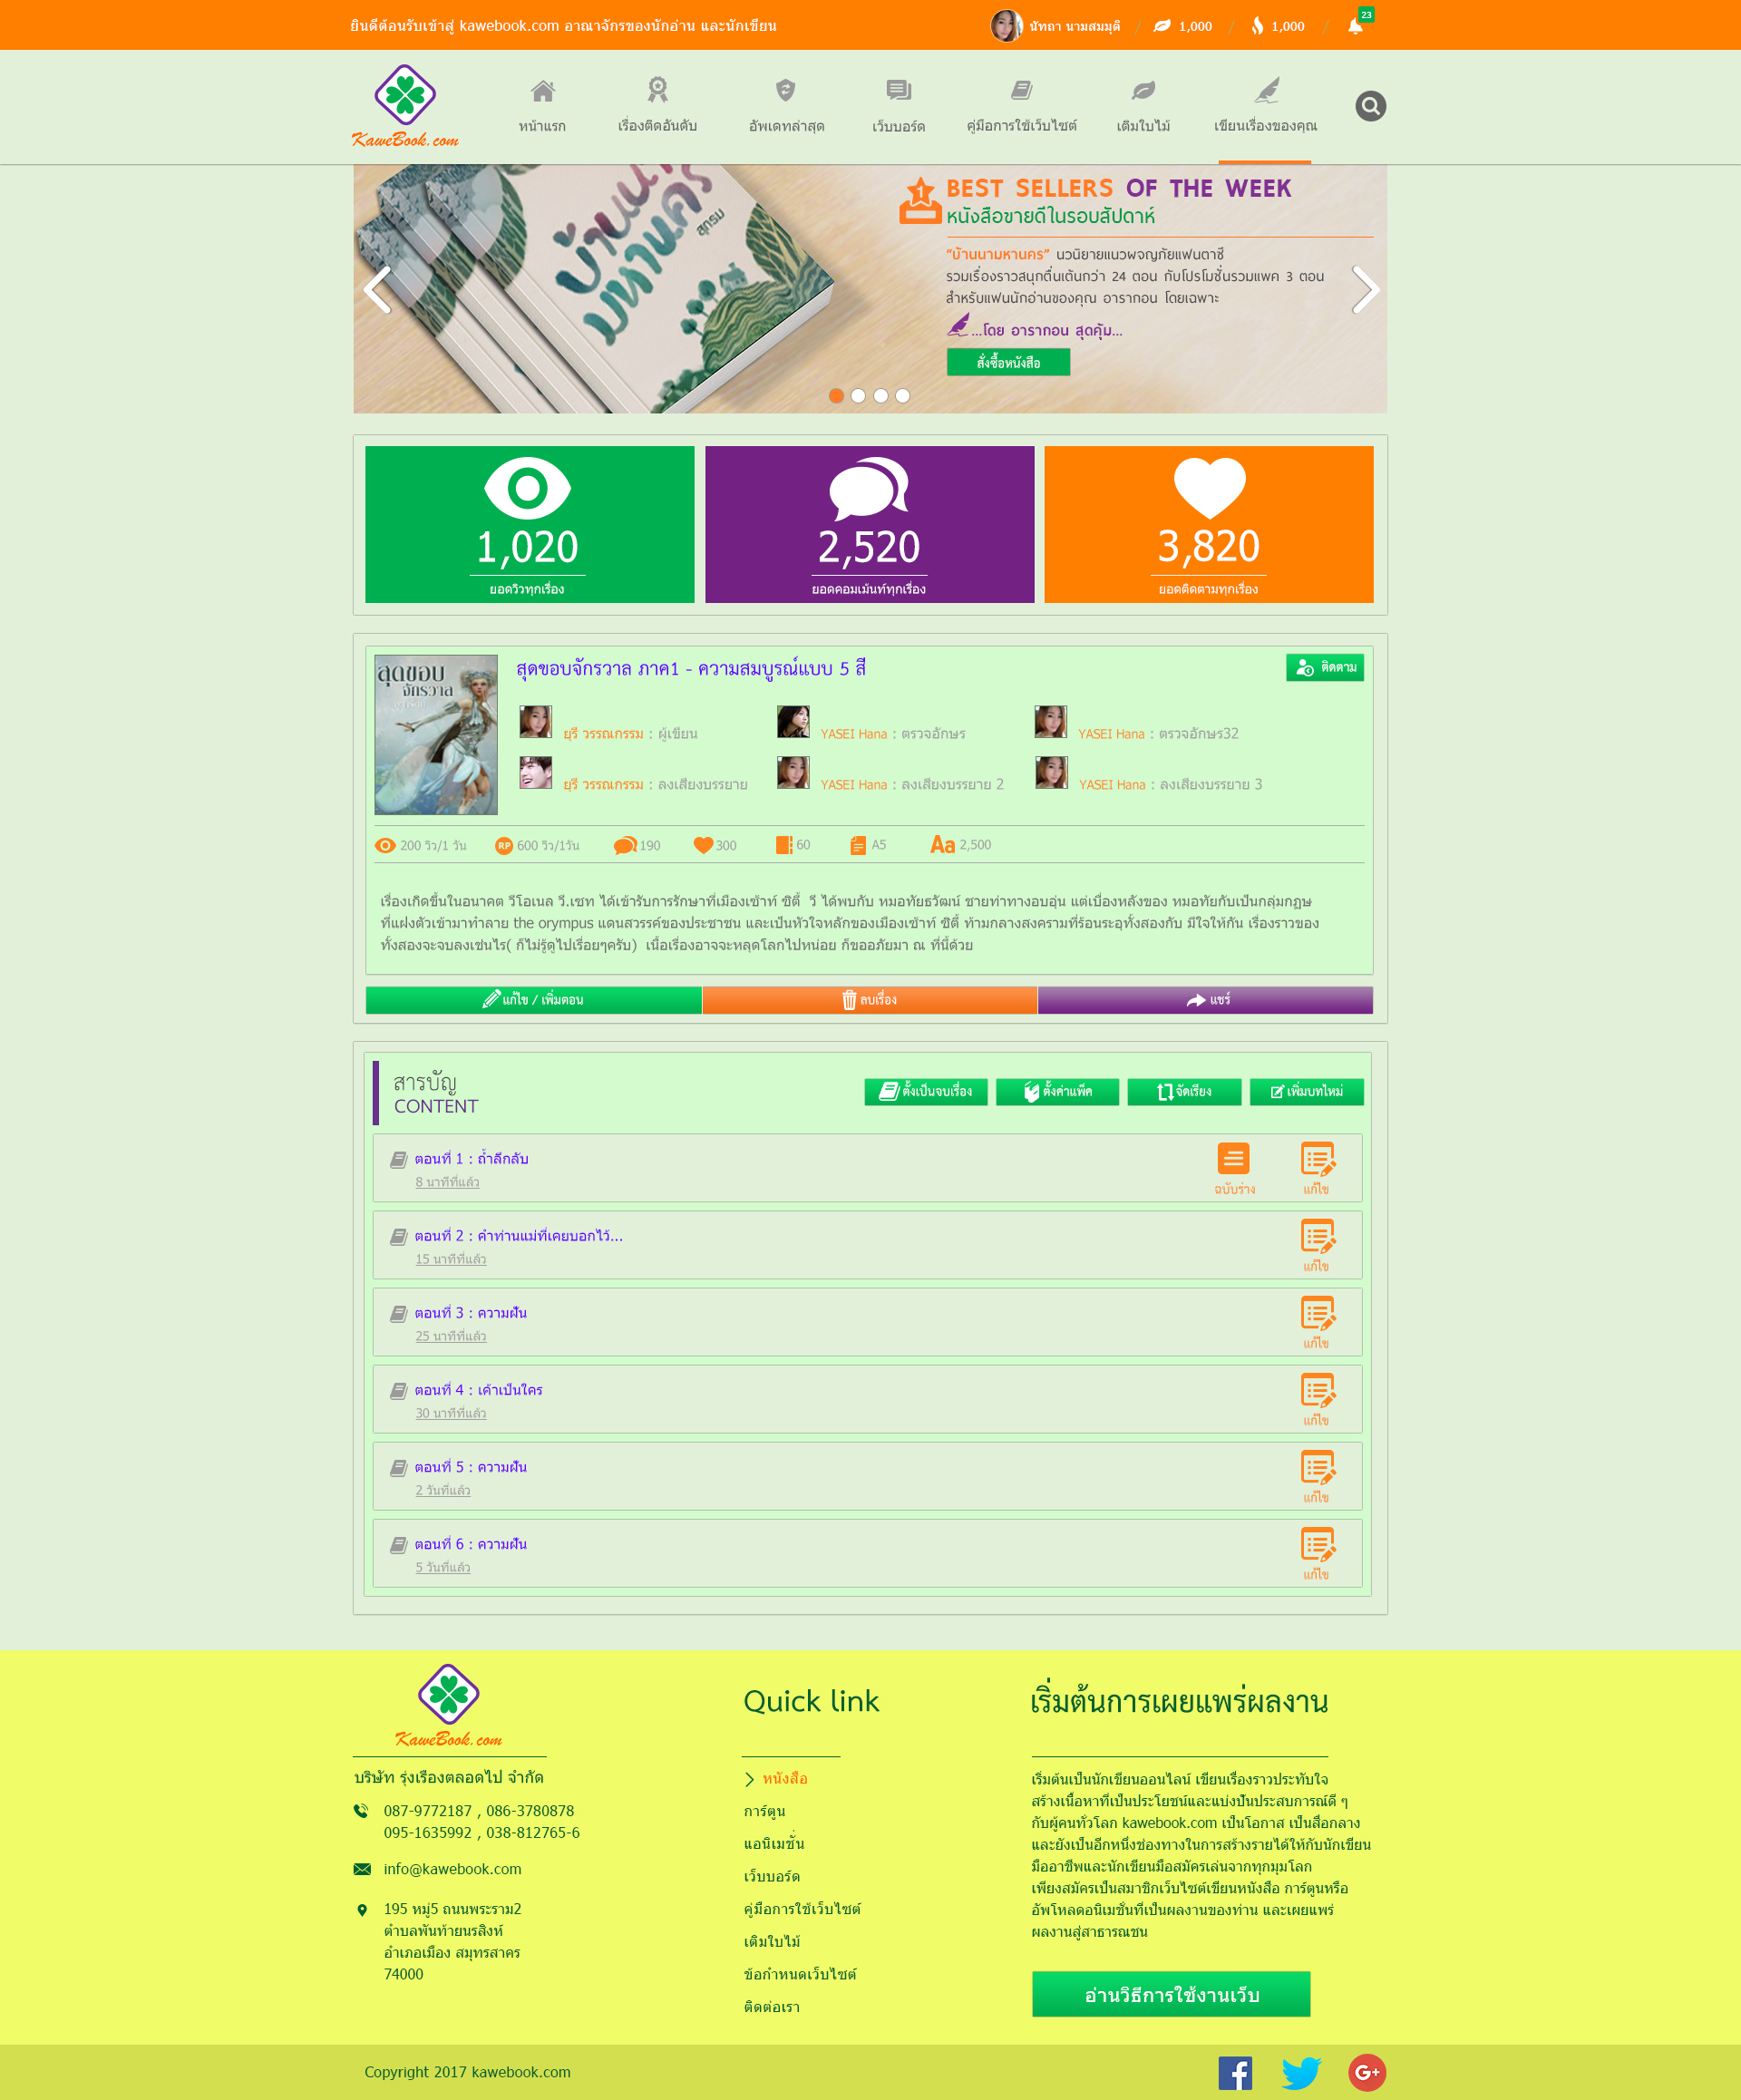 ยินดีต้อนรับเข้าสู่ kawebook.com อาณาจักรของนักอ่าน และนักเขียน
นัทถา นามสมมุติ / 1,000 / 1,000 / 23
KaweBook.com
หน้าแรก เรื่องติดอันดับ อัพเดทล่าสุด เว็บบอร์ด คู่มือการใช้เว็บไซต์ เติมใบไม้ เขียนเรื่องของคุณ
บ้านนามหานคร
สุกรม
1
BEST SELLERS OF THE WEEK
หนังสือขายดีในรอบสัปดาห์
"บ้านนามหานคร" นวนิยายแนวผจญภัยแฟนตาซี
รวมเรื่องราวสนุกตื่นเต้นกว่า 24 ตอน กับโปรโมชั่นรวมแพค 3 ตอน
สำหรับแฟนนักอ่านของคุณ อารากอน โดยเฉพาะ
...โดย อารากอน สุดคุ้ม...
สั่งซื้อหนังสือ
1,020 2,520 3,820
ยอดวิวทุกเรื่อง ยอดคอมเม้นท์ทุกเรื่อง ยอดติดตามทุกเรื่อง
สุดขอบ
จักรวาล
สุดขอบจักรวาล ภาค1 - ความสมบูรณ์แบบ 5 สี
ติดตาม
ยุรี วรรณกรรม : ผู้เขียน YASEI Hana : ตรวจอักษร YASEI Hana : ตรวจอักษร32
ยุรี วรรณกรรม : ลงเสียงบรรยาย YASEI Hana : ลงเสียงบรรยาย 2 YASEI Hana : ลงเสียงบรรยาย 3
200 วิว/1 วัน RP 600 วิว/1วัน 190 300 60 A5 Aa 2,500
เรื่องเกิดขึ้นในอนาคต วีโอเนล วี.เซท ได้เข้ารับการรักษาที่เมืองเซ้าท์ ซิตี้ วี ได้พบกับ หมอทัยธวัฒน์ ชายท่าทางอบอุ่น แต่เบื่องหลังของ หมอทัยกับเป็นกลุ่มกฏษ
ที่แฝงตัวเข้ามาทำลาย the orympus แดนสวรรค์ของประชาชน และเป้นหัวใจหลักของเมืองเซ้าท์ ซิตี้ ท้ามกลางสงครามที่ร้อนระอุทั้งสองกับ มีใจให้กัน เรื่องราวของ
ทั้งสองจะจบลงเช่นไร( ก็ไม่รู้ดูไปเรื่อยๆครับ) เนื้อเรื่องอาจจะหลุดโลกไปหน่อย ก็ขออภัยมา ณ ที่นี้ด้วย
แก้ไข / เพิ่มตอน ลบเรื่อง แชร์
สารบัญ
CONTENT
ตั้งเป็นจบเรื่อง ตั้งค่าแพ็ค จัดเรียง เพิ่มบทใหม่
ตอนที่ 1 : ถ้ำลึกลับ
8 นาทีที่แล้ว
ฉบับร่าง แก้ไข
ตอนที่ 2 : คำท่านแม่ที่เคยบอกไว้...
15 นาทีที่แล้ว
แก้ไข
ตอนที่ 3 : ความฝัน
25 นาทีที่แล้ว
แก้ไข
ตอนที่ 4 : เค้าเป็นใคร
30 นาทีที่แล้ว
แก้ไข
ตอนที่ 5 : ความฝัน
2 วันที่แล้ว
แก้ไข
ตอนที่ 6 : ความฝัน
5 วันที่แล้ว
แก้ไข
KaweBook.com
บริษัท รุ่งเรืองตลอดไป จำกัด
087-9772187 , 086-3780878
095-1635992 , 038-812765-6
info@kawebook.com
195 หมู่5 ถนนพระราม2
ตำบลพันท้ายนรสิงห์
อำเภอเมือง สมุทรสาคร
74000
Quick link
หนังสือ
การ์ตูน
แอนิเมชั่น
เว็บบอร์ด
คู่มือการใช้เว็บไซต์
เติมใบไม้
ข้อกำหนดเว็บไซต์
ติดต่อเรา
เริ่มต้นการเผยแพร่ผลงาน
เริ่มต้นเป็นนักเขียนออนไลน์ เขียนเรื่องราวประทับใจ
สร้างเนื้อหาที่เป็นประโยชน์และแบ่งปันประสบการณ์ดี ๆ
กับผู้คนทั่วโลก kawebook.com เป็นโอกาส เป็นสื่อกลาง
และยังเป็นอีกหนึ่งช่องทางในการสร้างรายได้ให้กับนักเขียน
มืออาชีพและนักเขียนมือสมัครเล่นจากทุกมุมโลก
เพียงสมัครเป็นสมาชิกเว็บไซต์เขียนหนังสือ การ์ตูนหรือ
อัพโหลดอนิเมชั่นที่เป็นผลงานของท่าน และเผยแพร่
ผลงานสู่สาธารณชน
อ่านวิธีการใช้งานเว็บ
Copyright 2017 kawebook.com
f G+